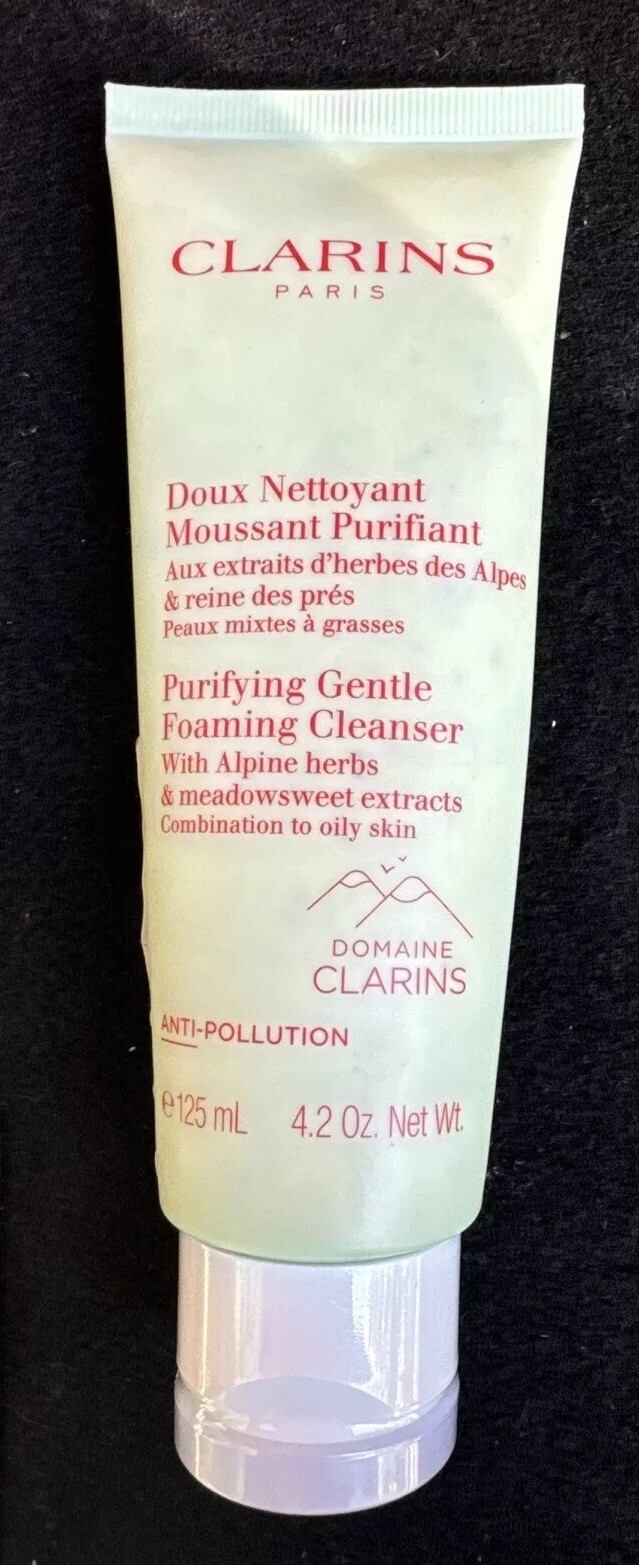 CLARINS
PARIS
Doux Nettoyant
Moussant Purifiant
Aux extraits d'herbes des Alpes
& reine des prés
Peaux mixtes à grasses
Purifying Gentle
Foaming Cleanser
With Alpine herbs
& meadowsweet extracts
Combination to oily skin
DOMAINE
CLARINS
ANTI-POLLUTION
℮125 mL 4.2 Oz. Net Wt.